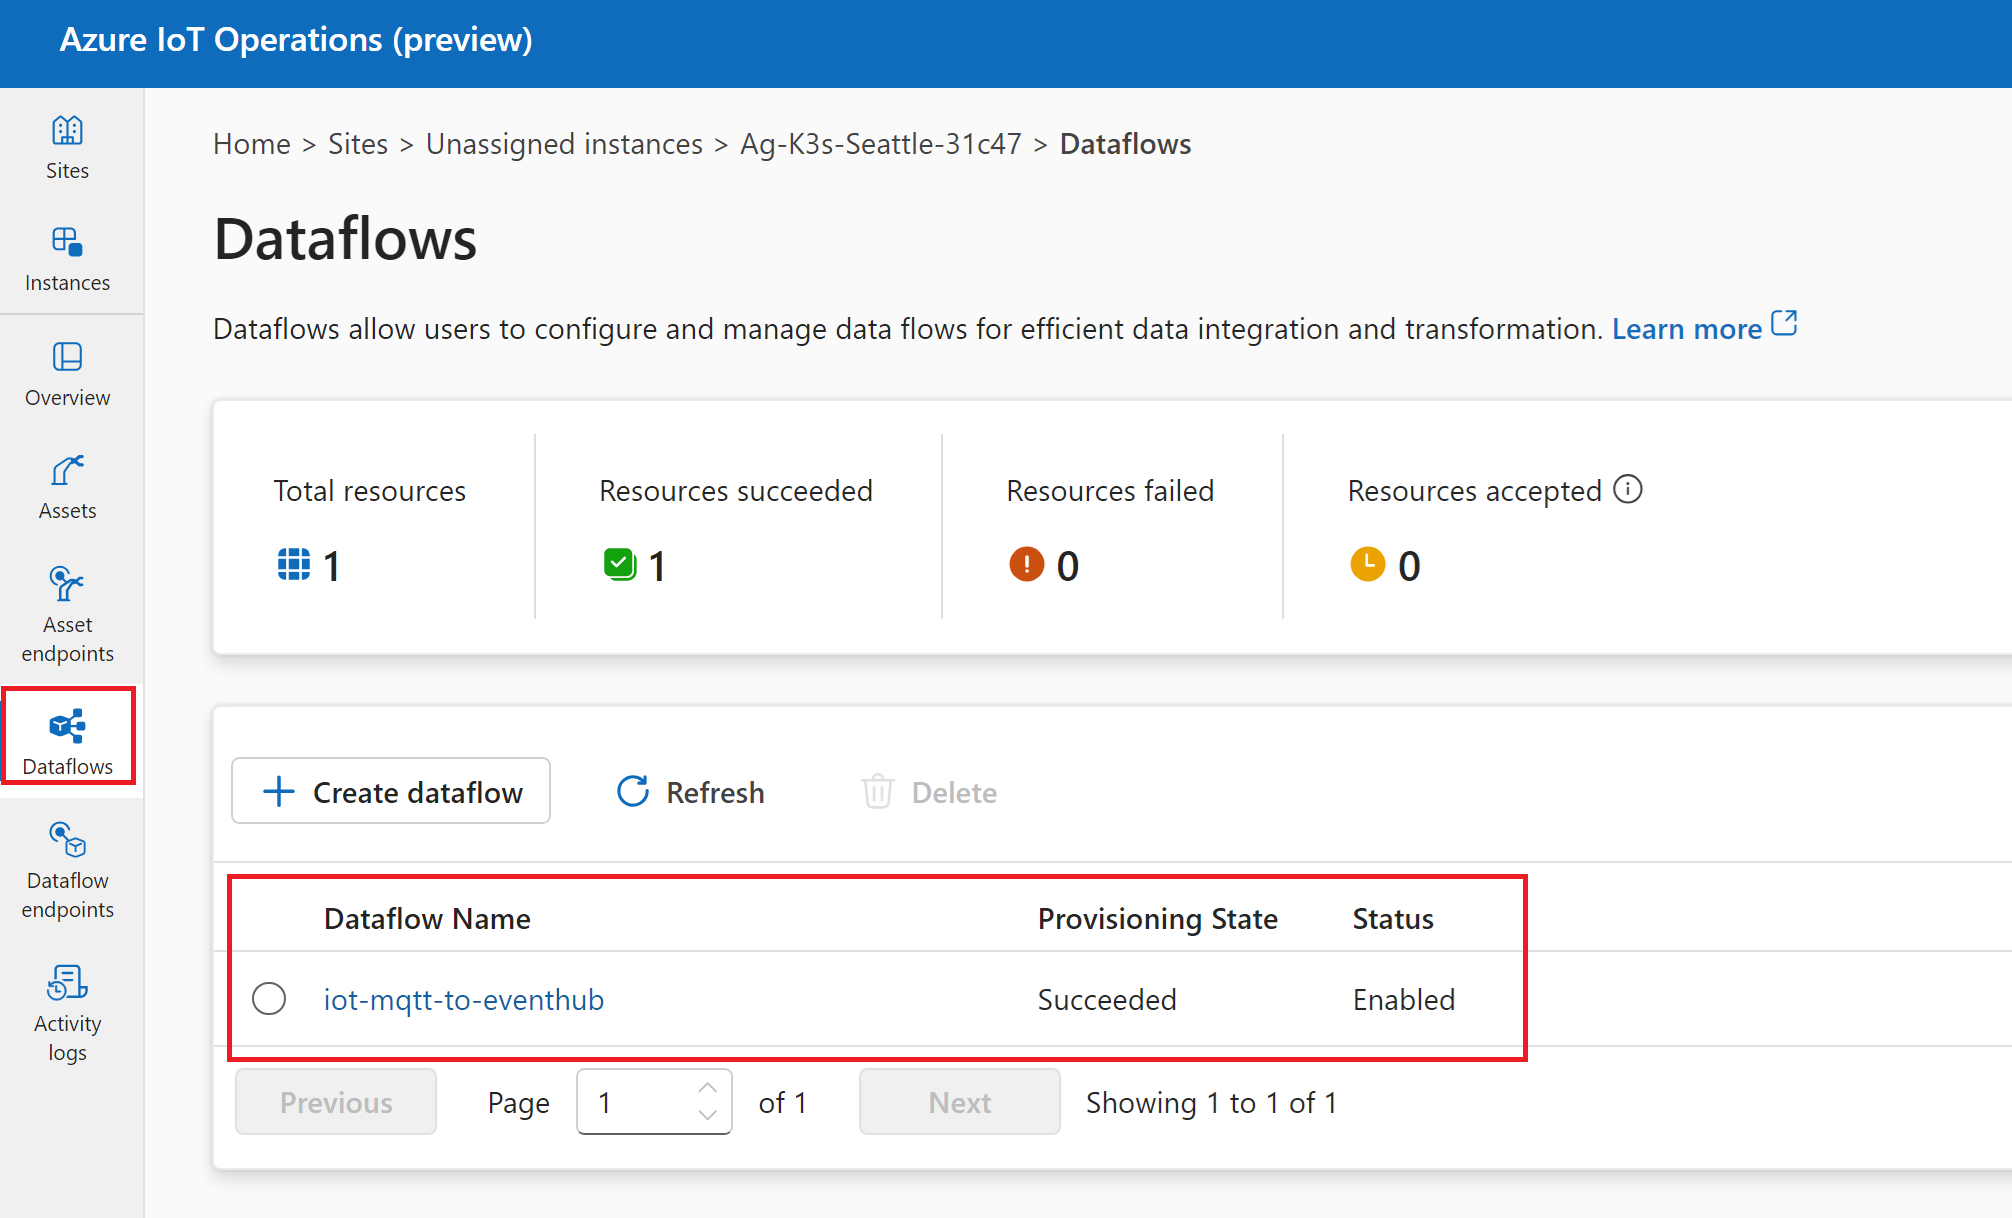 Azure IoT Operations (preview)
Sites
Instances
Overview
Assets
Asset
endpoints
Dataflows
Dataflow
endpoints
Activity
logs
Home > Sites > Unassigned instances > Ag-K3s-Seattle-31c47 > Dataflows
Dataflows
Dataflows allow users to configure and manage data flows for efficient data integration and transformation. Learn more
Total resources
1
Resources succeeded
1
Resources failed
0
Resources accepted
0
Create dataflow Refresh Delete
Dataflow Name Provisioning State Status
iot-mqtt-to-eventhub Succeeded Enabled
Previous Page 1 of 1 Next Showing 1 to 1 of 1